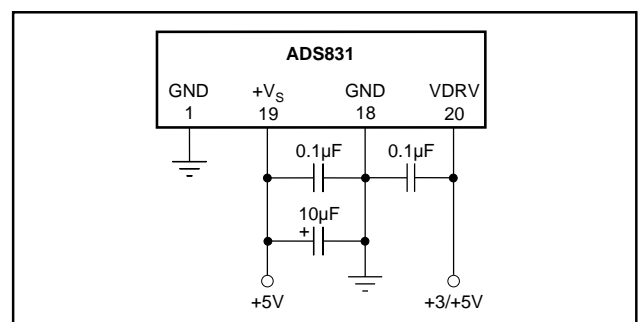 ADS831
GND +VS GND VDRV
1 19 18 20
0.1µF 0.1µF
10µF
+
+5V +3/+5V